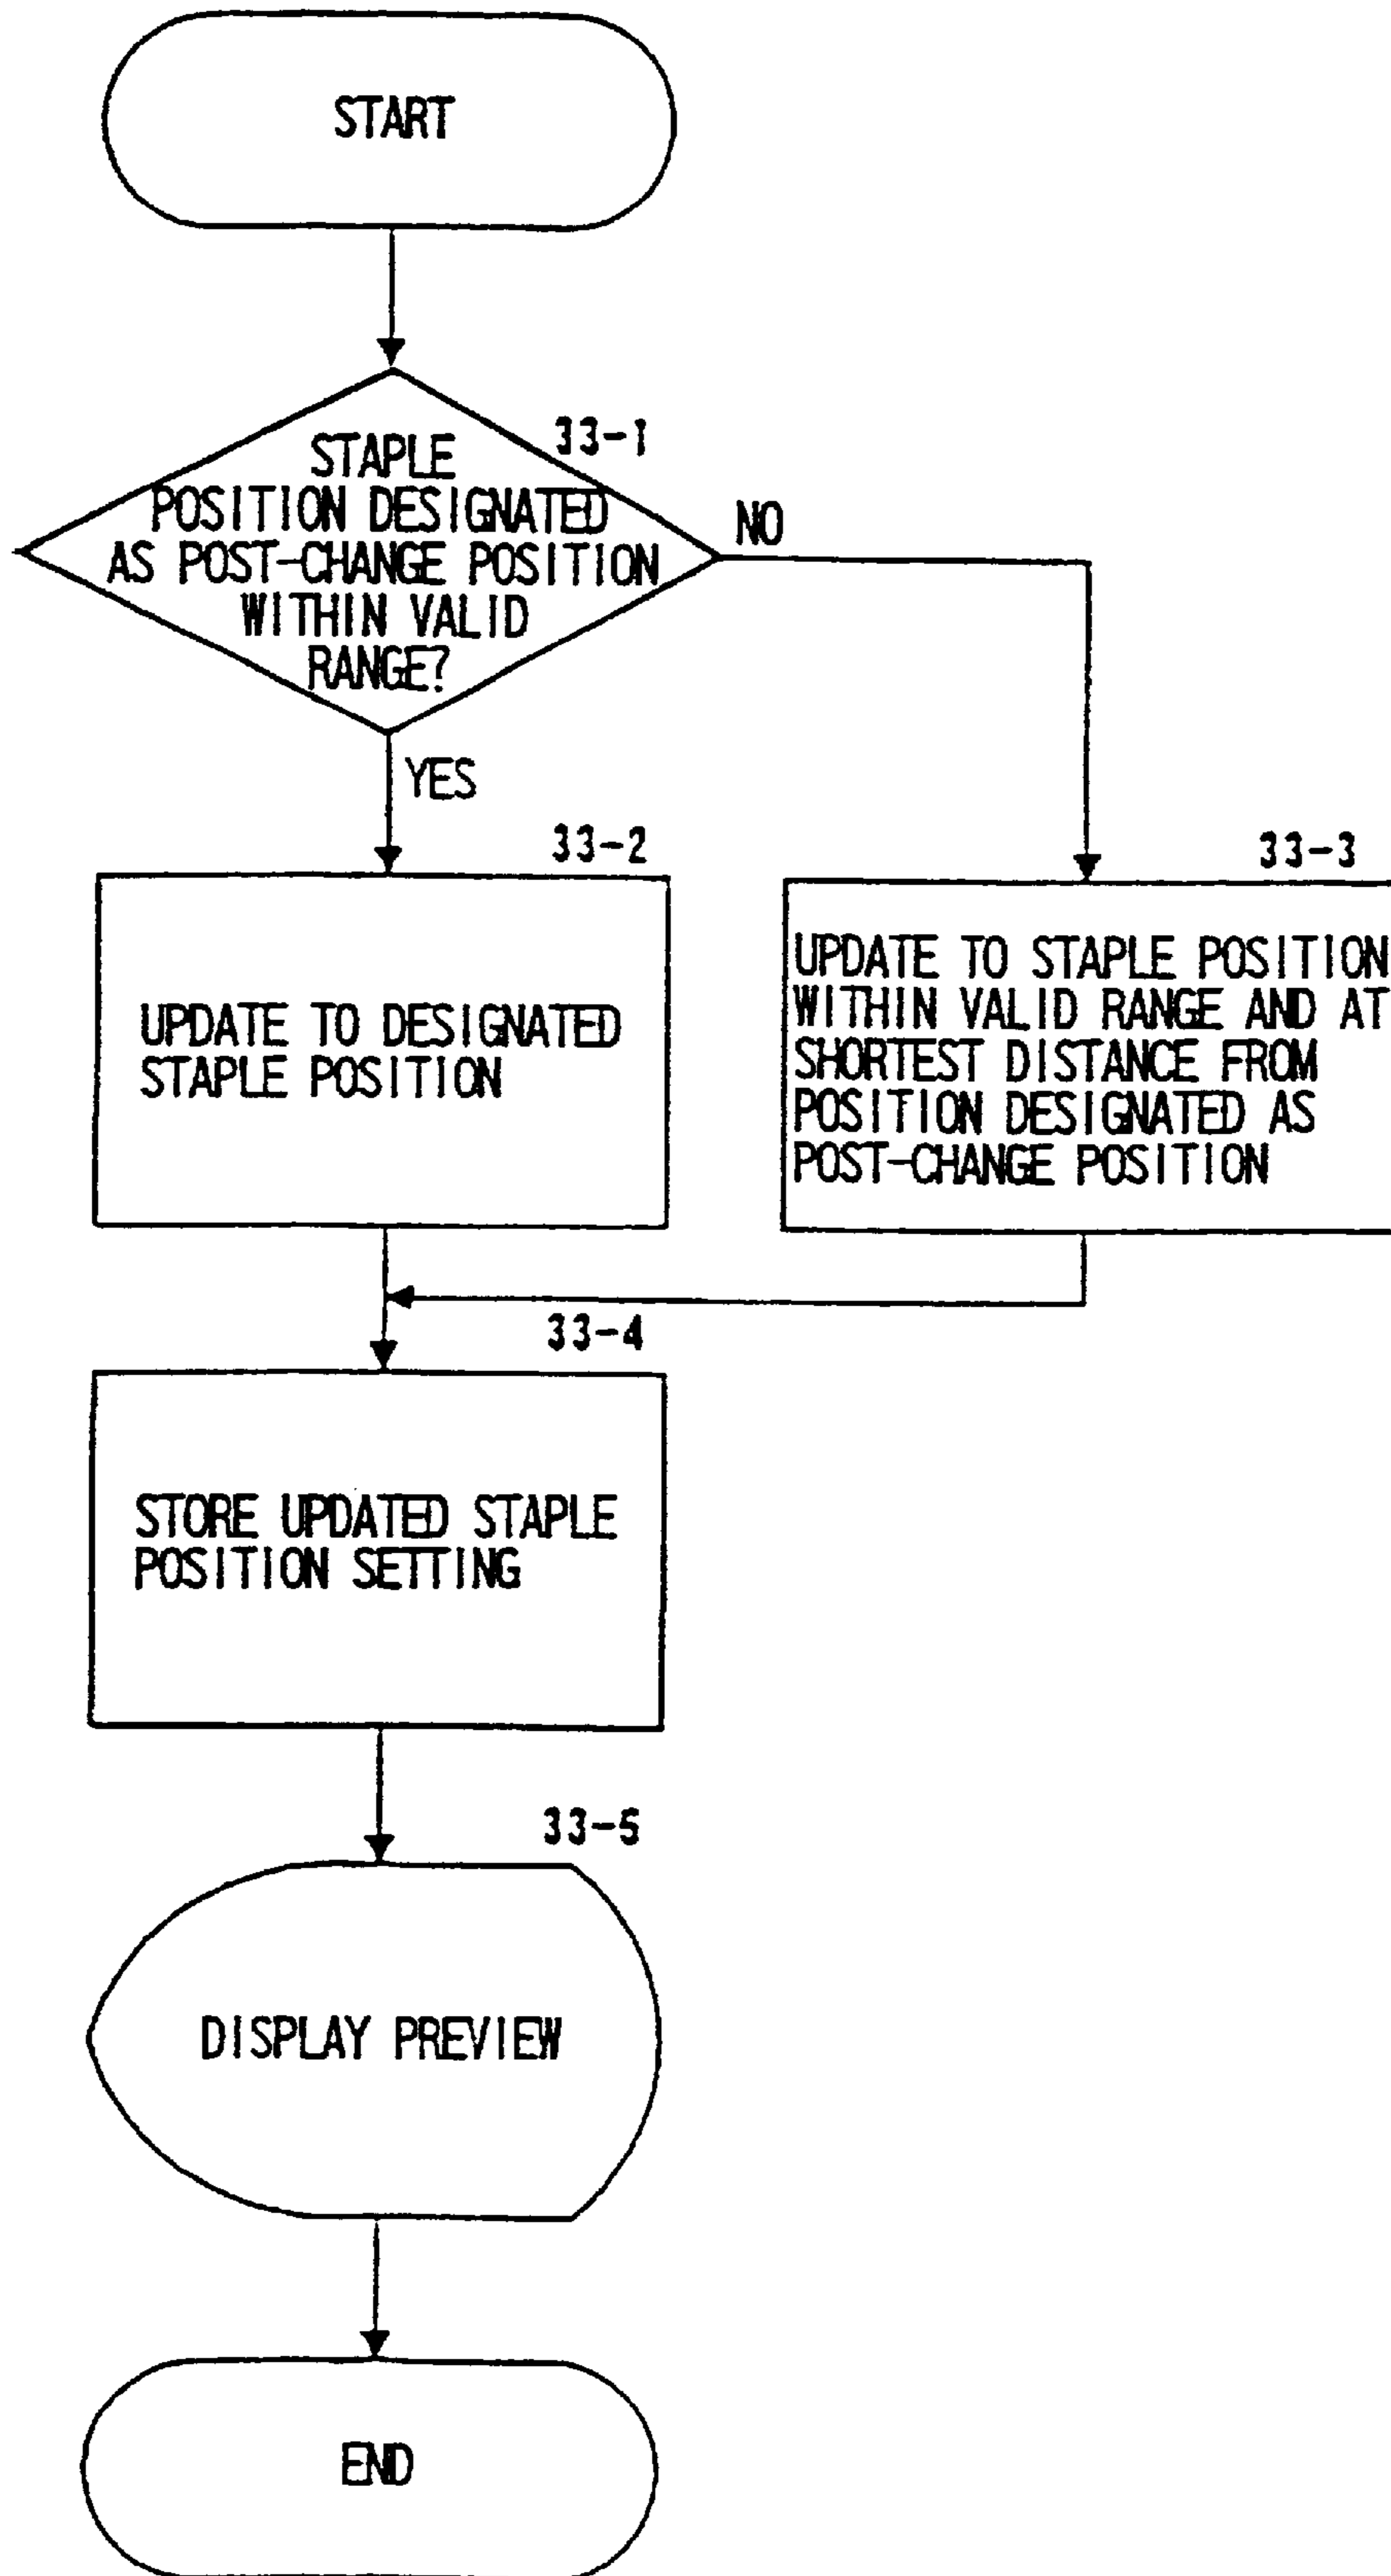 START
33-1
STAPLE
POSITION DESIGNATED
AS POST-CHANGE POSITION
WITHIN VALID
RANGE?
NO
YES
33-2
UPDATE TO DESIGNATED
STAPLE POSITION
33-3
UPDATE TO STAPLE POSITION
WITHIN VALID RANGE AND AT
SHORTEST DISTANCE FROM
POSITION DESIGNATED AS
POST-CHANGE POSITION
33-4
STORE UPDATED STAPLE
POSITION SETTING
33-5
DISPLAY PREVIEW
END